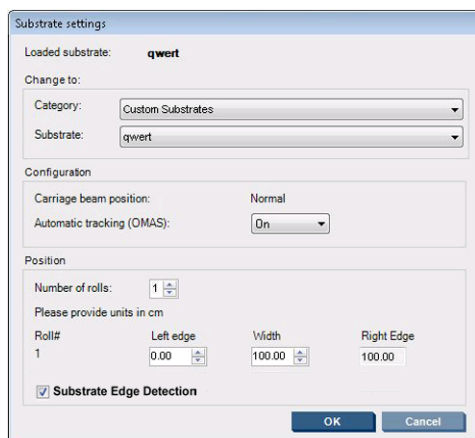 Substrate settings
Loaded substrate: qwert
Change to:
Category: Custom Substrates
Substrate: qwert
Configuration
Carriage beam position: Normal
Automatic tracking (OMAS): On
Position
Number of rolls: 1
Please provide units in cm
Roll# Left edge Width Right Edge
1 0.00 100.00 100.00
Substrate Edge Detection
OK Cancel